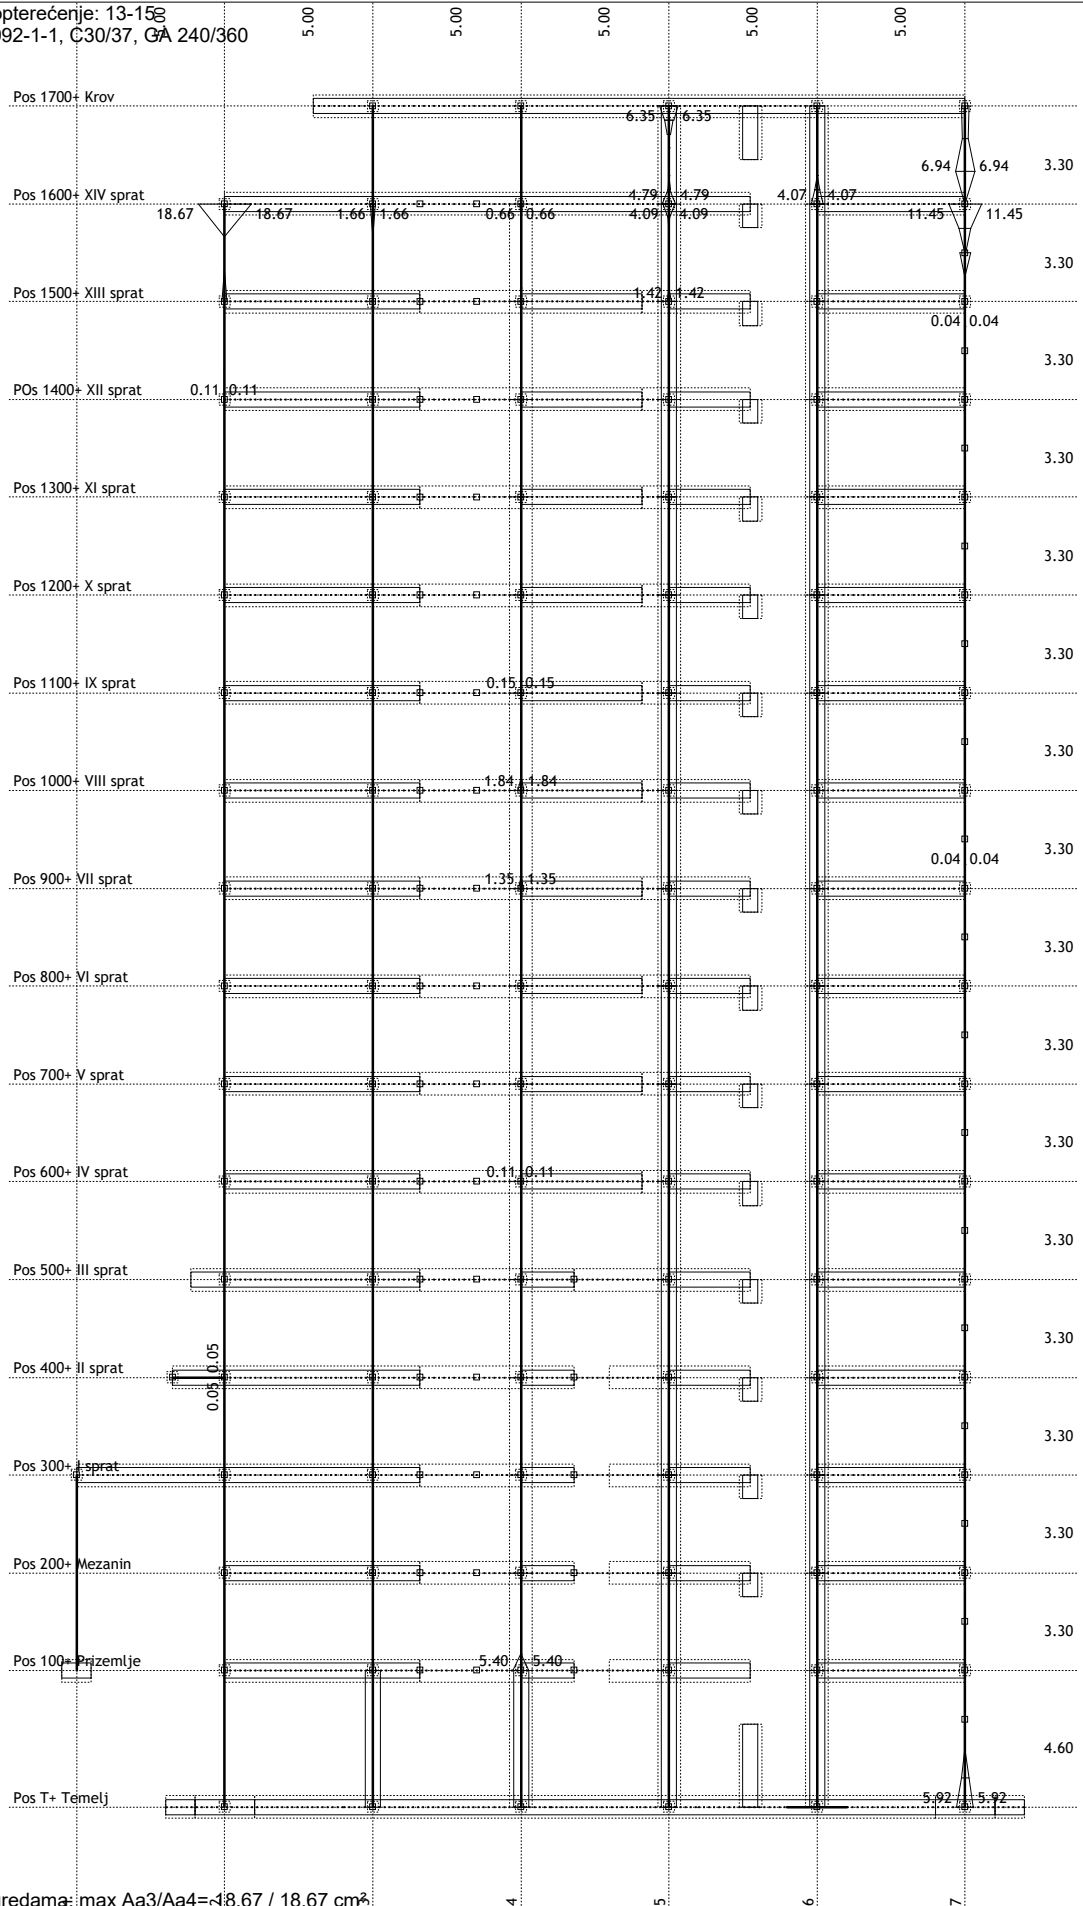 opterećenje: 13-15
992-1-1, C30/37, GA 240/360
5.00 5.00 5.00 5.00 5.00 5.00
Pos 1700+ Krov
6.35 6.35
6.94 6.94 3.30
Pos 1600+ XIV sprat
4.79 4.79 4.07 4.07
18.67 18.67 1.66 1.66 0.66 0.66 4.09 4.09 11.45 11.45
3.30
Pos 1500+ XIII sprat 1.42 1.42
0.04 0.04
3.30
POs 1400+ XII sprat 0.11 0.11
3.30
Pos 1300+ XI sprat
3.30
Pos 1200+ X sprat
3.30
Pos 1100+ IX sprat 0.15 0.15
3.30
Pos 1000+ VIII sprat 1.84 1.84
3.30
0.04 0.04
Pos 900+ VII sprat 1.35 1.35
3.30
Pos 800+ VI sprat
3.30
Pos 700+ V sprat
3.30
Pos 600+ IV sprat 0.11 0.11
3.30
Pos 500+ III sprat
3.30
Pos 400+ II sprat
0.05 0.05
3.30
Pos 300+ I sprat
3.30
Pos 200+ Mezanin
3.30
Pos 100+ Prizemlje 5.40 5.40
4.60
Pos T+ Temelj 5.92 5.92
gredama: max Aa3/Aa4= 18.67 / 18.67 cm²
2 4 5 6 7